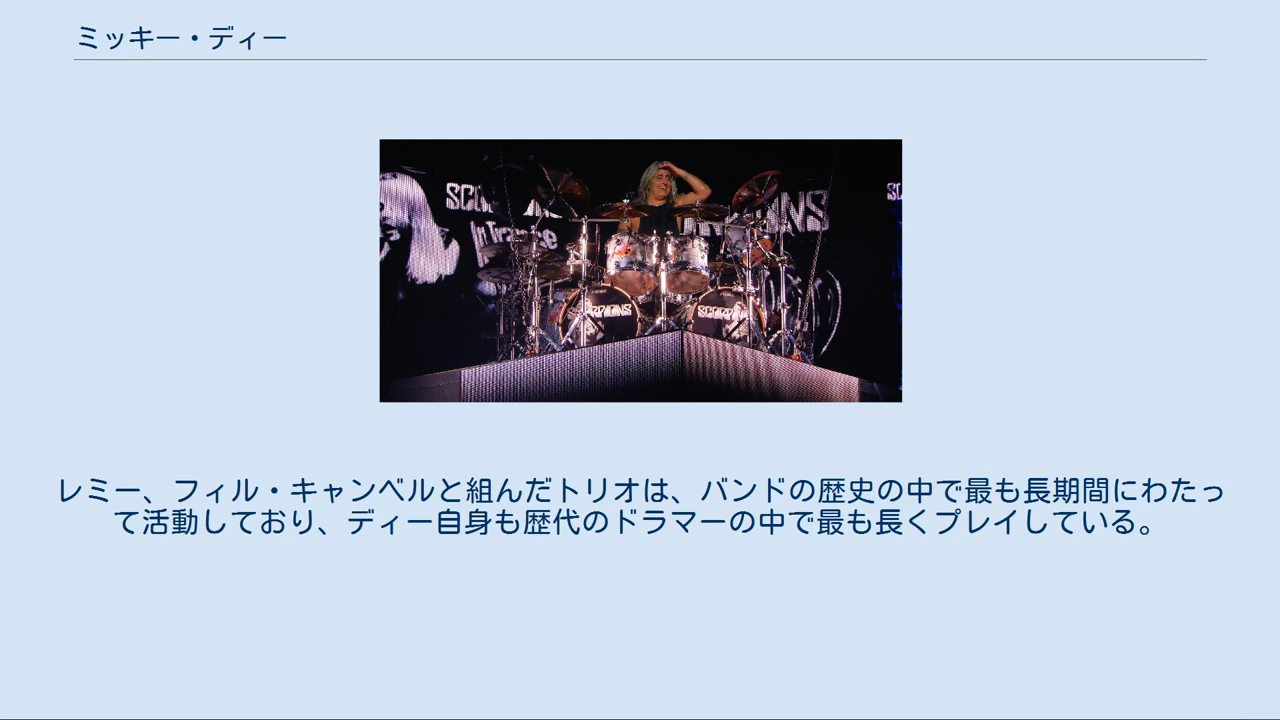 ミッキー・ディー
SCORPIONS
In Trance
SCORPIONS
レミー、フィル・キャンベルと組んだトリオは、バンドの歴史の中で最も長期間にわたっ
て活動しており、ディー自身も歴代のドラマーの中で最も長くプレイしている。